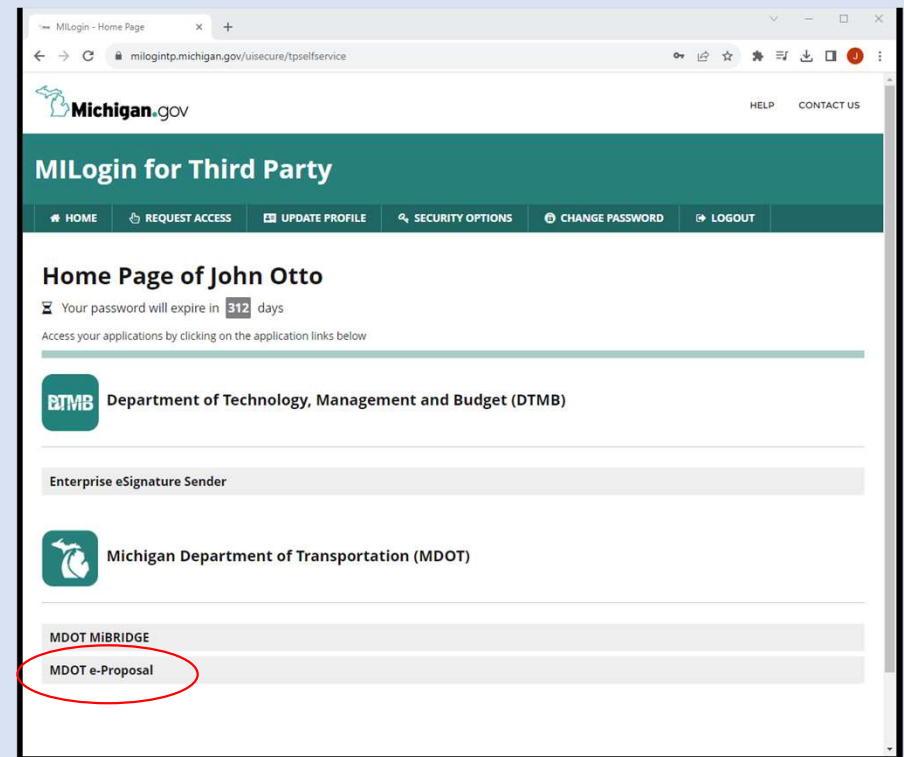 MILogin - Home Page
milogintp.michigan.gov/uisecure/tpselfservice
J
Michigan.gov
HELP CONTACT US
MILogin for Third Party
HOME REQUEST ACCESS UPDATE PROFILE SECURITY OPTIONS CHANGE PASSWORD LOGOUT
Home Page of John Otto
Your password will expire in 312 days
Access your applications by clicking on the application links below
DTMB Department of Technology, Management and Budget (DTMB)
Enterprise eSignature Sender
Michigan Department of Transportation (MDOT)
MDOT MiBRIDGE
MDOT e-Proposal